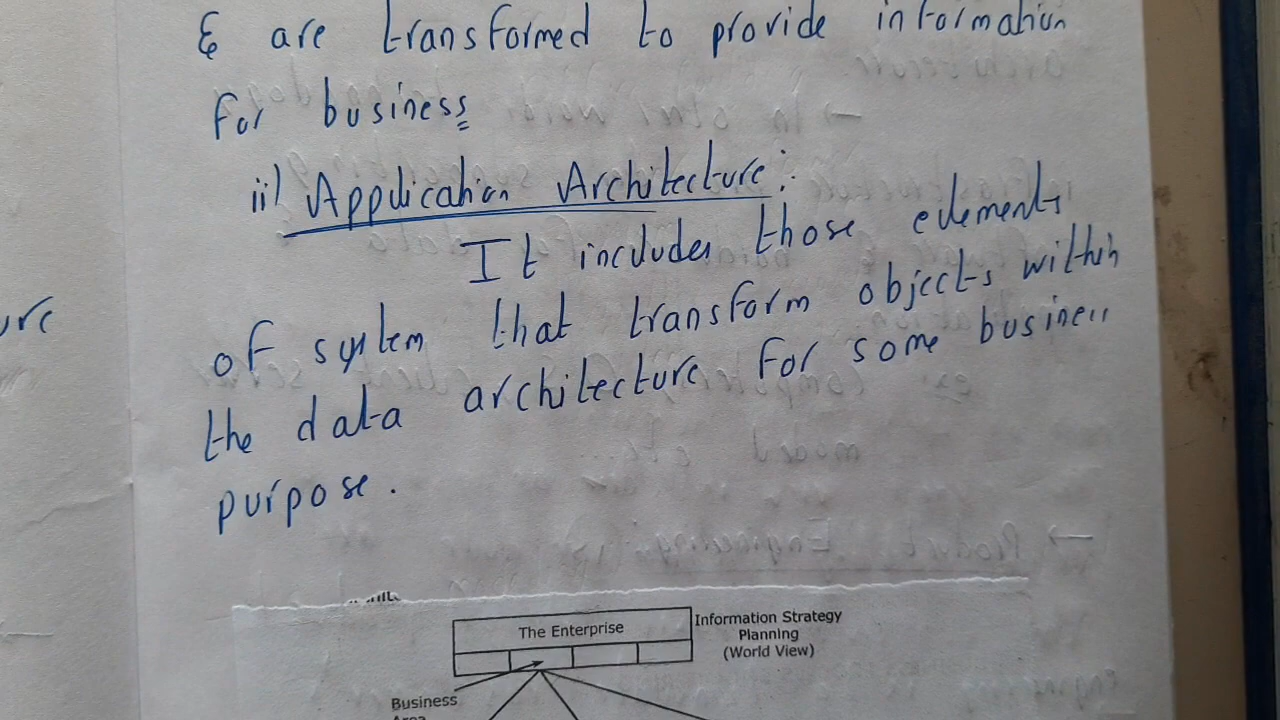 & are transformed to provide information
for business
ii) Application Architecture:
It includes those elements
of system that transform objects within
the data architecture for some business
purpose.
The Enterprise
Information Strategy
Planning
(World View)
Business
Area